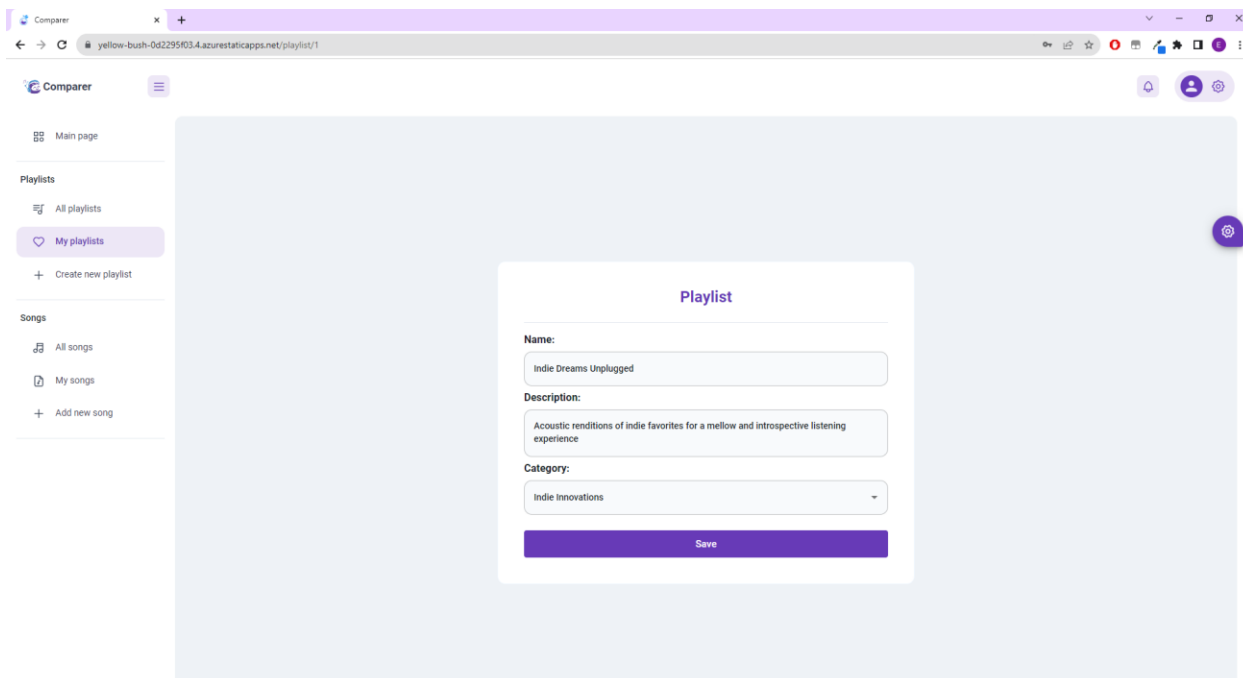 Comparer
yellow-bush-0d2295f03.4.azurestaticapps.net/playlist/1
E
Comparer
Main page
Playlists
All playlists
My playlists
Create new playlist
Songs
All songs
My songs
Add new song
Playlist
Name:
Indie Dreams Unplugged
Description:
Acoustic renditions of indie favorites for a mellow and introspective listening
experience
Category:
Indie Innovations
Save